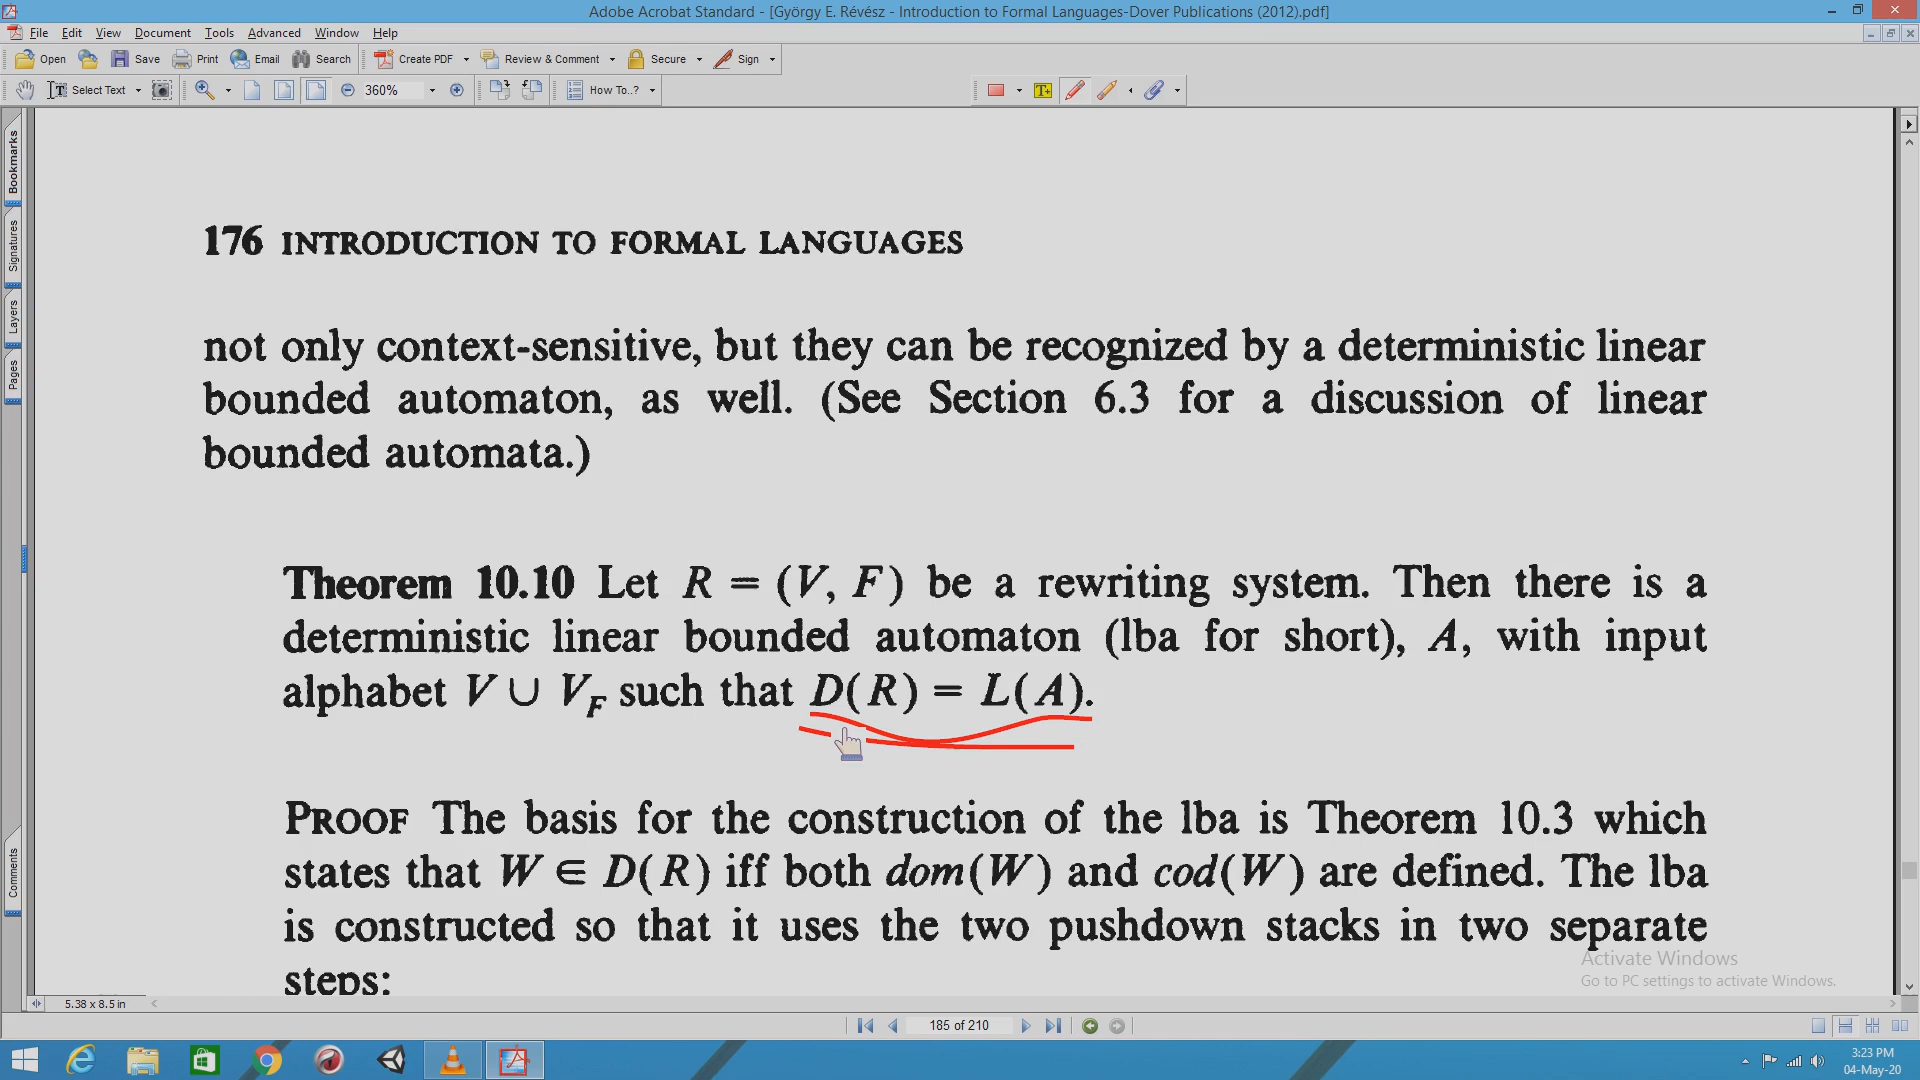 Adobe Acrobat Standard - [György E. Révész - Introduction to Formal Languages-Dover Publications (2012).pdf]
File Edit View Document Tools Advanced Window Help
Open Save Print Email Search Create PDF Review & Comment Secure Sign
Select Text 360% How To..?
Bookmarks
Signatures
Layers
Pages
Comments
176 INTRODUCTION TO FORMAL LANGUAGES
not only context-sensitive, but they can be recognized by a deterministic linear
bounded automaton, as well. (See Section 6.3 for a discussion of linear
bounded automata.)
Theorem 10.10 Let R = (V, F) be a rewriting system. Then there is a
deterministic linear bounded automaton (lba for short), A, with input
alphabet V ∪ V_F such that D(R) = L(A).
PROOF The basis for the construction of the lba is Theorem 10.3 which
states that W ∈ D(R) iff both dom(W) and cod(W) are defined. The lba
is constructed so that it uses the two pushdown stacks in two separate
steps:
Activate Windows
Go to PC settings to activate Windows.
5.38 x 8.5 in
185 of 210
3:23 PM
04-May-20